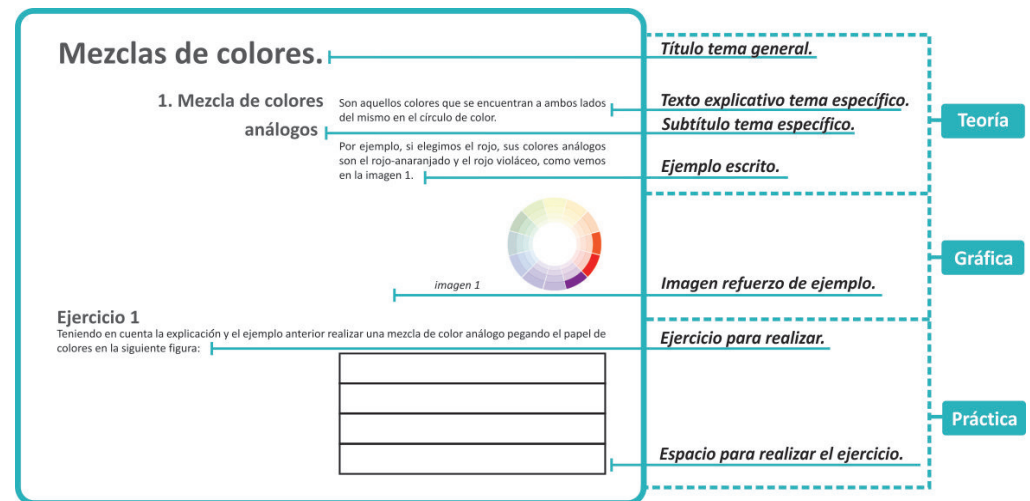 Mezclas de colores.
Título tema general.
1. Mezcla de colores
análogos
Son aquellos colores que se encuentran a ambos lados
del mismo en el círculo de color.
Texto explicativo tema específico.
Subtítulo tema específico.
Teoría
Por ejemplo, si elegimos el rojo, sus colores análogos
son el rojo-anaranjado y el rojo violáceo, como vemos
en la imagen 1.
Ejemplo escrito.
Gráfica
imagen 1
Imagen refuerzo de ejemplo.
Ejercicio 1
Teniendo en cuenta la explicación y el ejemplo anterior realizar una mezcla de color análogo pegando el papel de
colores en la siguiente figura:
Ejercicio para realizar.
Práctica
Espacio para realizar el ejercicio.